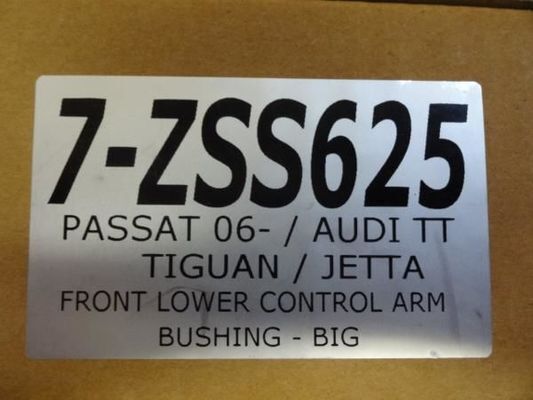 7-ZSS625
PASSAT 06- / AUDI TT
TIGUAN / JETTA
FRONT LOWER CONTROL ARM
BUSHING - BIG